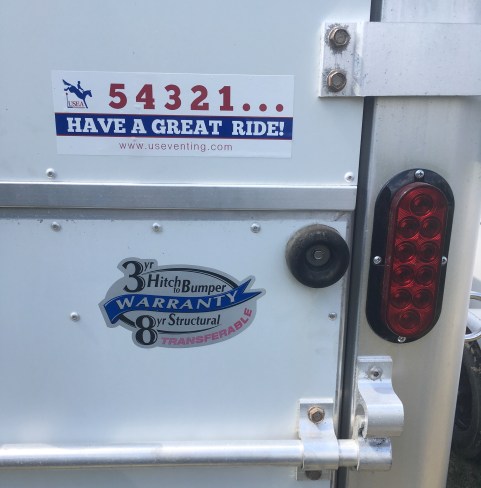 54321...
USEA
HAVE A GREAT RIDE!
www.useventing.com
3yr
Hitch to Bumper
WARRANTY
8yr Structural
TRANSFERABLE